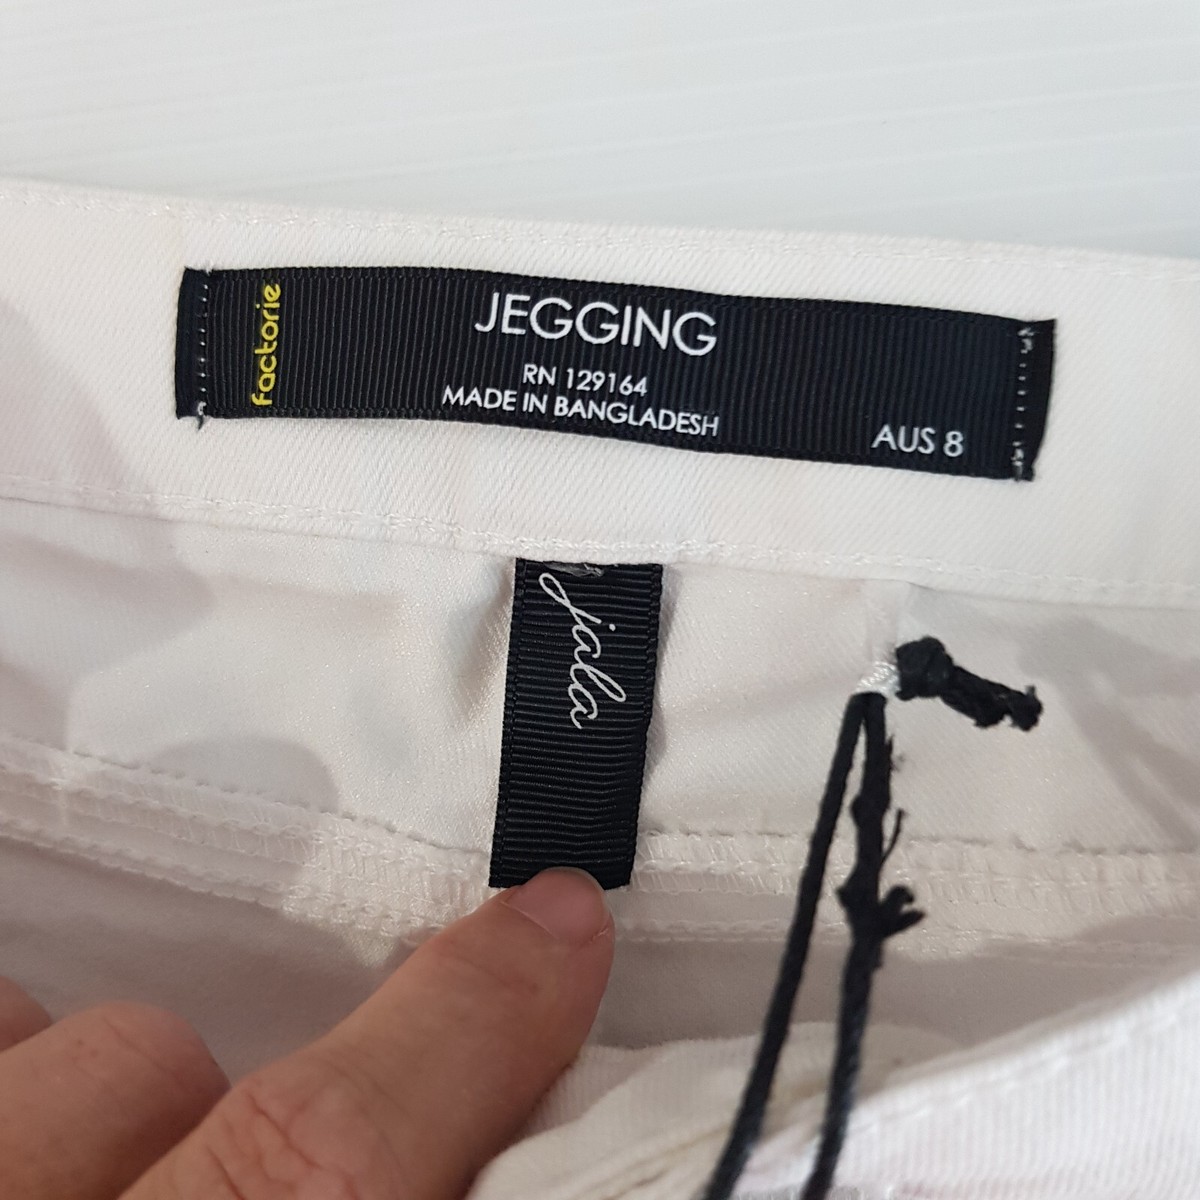 factorie
JEGGING
RN 129164
MADE IN BANGLADESH
AUS 8
jala